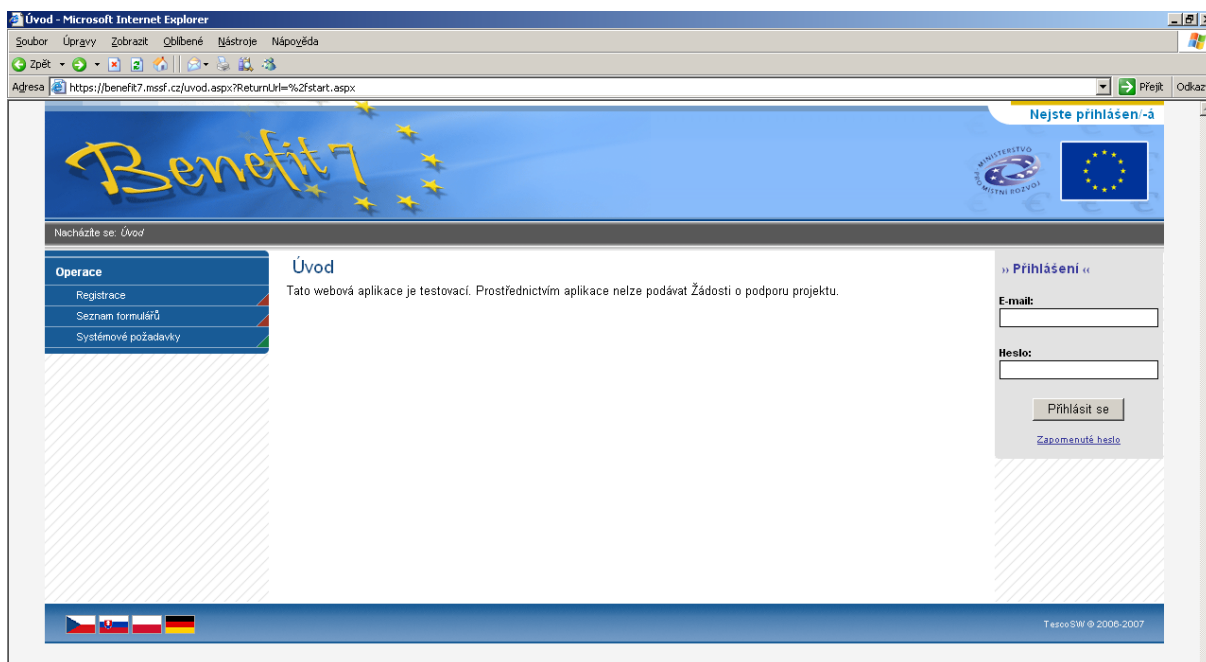 Úvod - Microsoft Internet Explorer
Soubor Úpravy Zobrazit Oblíbené Nástroje Nápověda
Zpět
Adresa https://benefit7.mssf.cz/uvod.aspx?ReturnUrl=%2fstart.aspx Přejít Odkaz
Nejste přihlášen/-á
Benefit7
MINISTERSTVO
PRO MÍSTNÍ ROZVOJ
Nacházíte se: Úvod
Operace
Registrace
Seznam formulářů
Systémové požadavky
Úvod
Tato webová aplikace je testovací. Prostřednictvím aplikace nelze podávat Žádosti o podporu projektu.
›› Přihlášení ‹‹
E-mail:
Heslo:
Přihlásit se
Zapomenuté heslo
TescoSW © 2006-2007